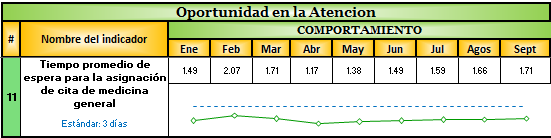 Oportunidad en la Atencion
# Nombre del indicador COMPORTAMIENTO
Ene Feb Mar Abr May Jun Jul Agos Sept
11
Tiempo promedio de
espera para la asignación
de cita de medicina
general
Estándar: 3 días
1.49 2.07 1.71 1.17 1.38 1.49 1.59 1.66 1.71